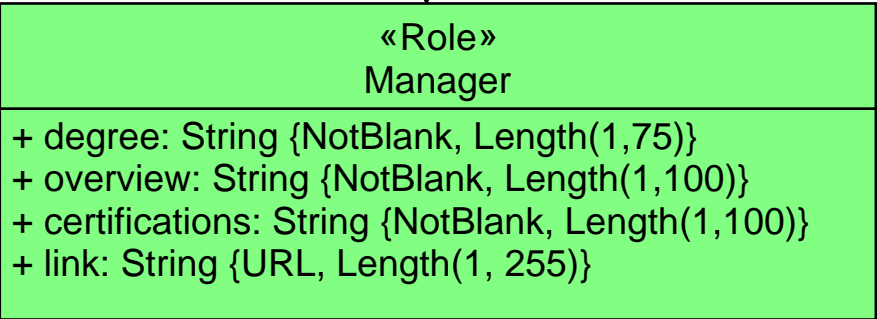 «Role»
Manager
+ degree: String {NotBlank, Length(1,75)}
+ overview: String {NotBlank, Length(1,100)}
+ certifications: String {NotBlank, Length(1,100)}
+ link: String {URL, Length(1, 255)}